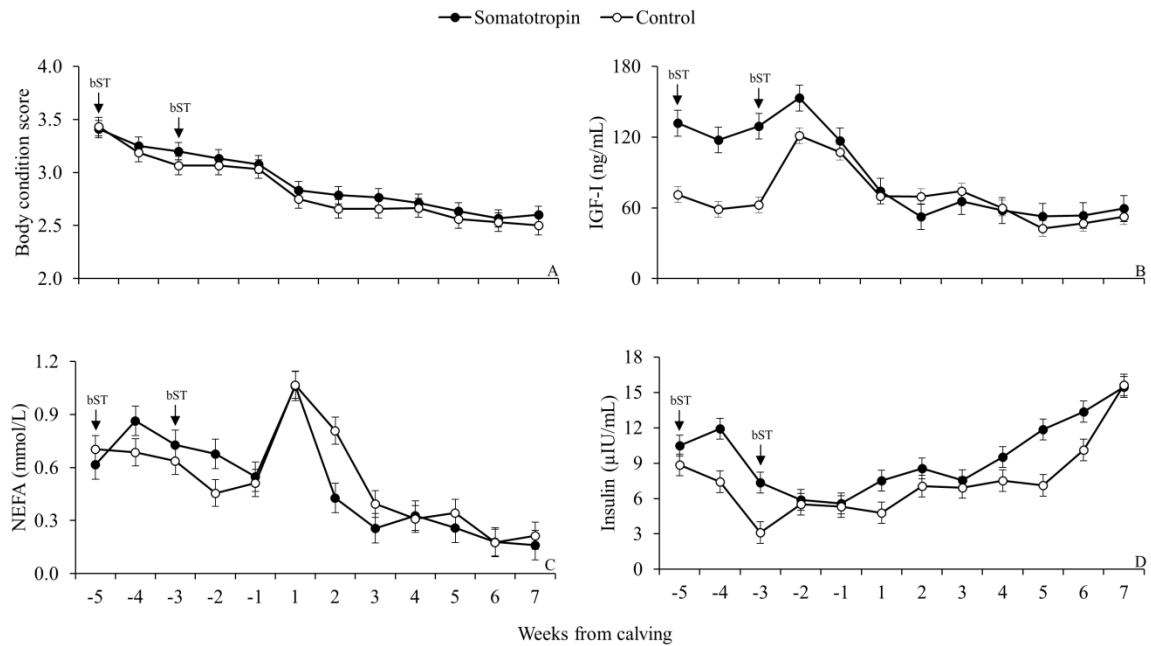 Somatotropin Control
bST
bST
4.0
3.5
3.0
2.5
2.0
Body condition score
A
bST
bST
180
120
60
0
IGF-I (ng/mL)
B
bST
bST
1.2
0.9
0.6
0.3
0.0
NEFA (mmol/L)
C
-5 -4 -3 -2 -1 1 2 3 4 5 6 7
bST
bST
18
15
12
9
6
3
0
Insulin (µIU/mL)
D
-5 -4 -3 -2 -1 1 2 3 4 5 6 7
Weeks from calving